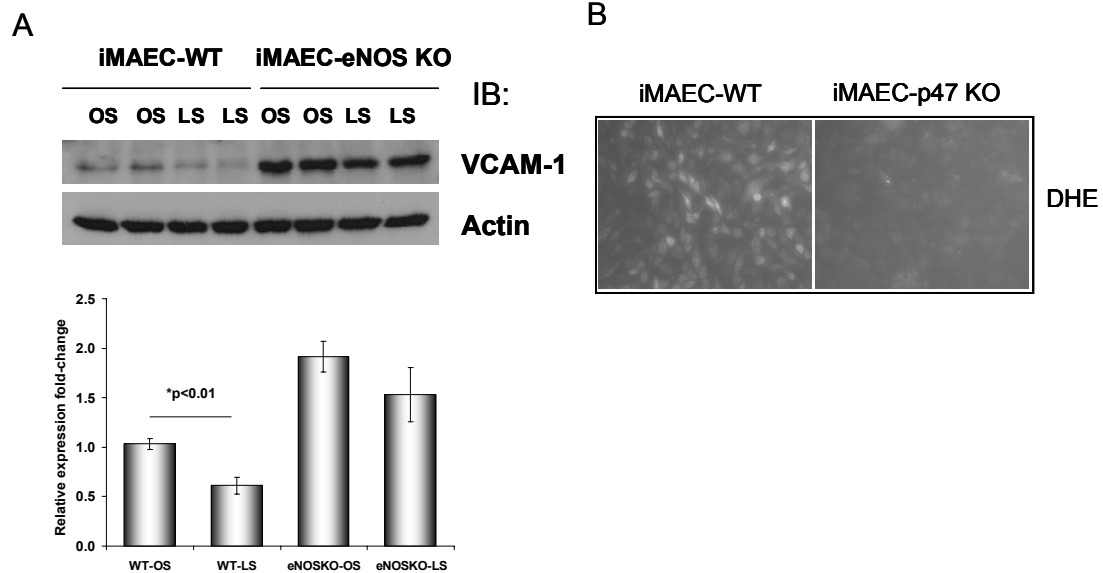 A
iMAEC-WT iMAEC-eNOS KO
OS OS LS LS OS OS LS LS
IB:
VCAM-1
Actin
2.5
2.0
1.5
1.0
0.5
0.0
Relative expression fold-change
*p<0.01
WT-OS WT-LS eNOSKO-OS eNOSKO-LS
B
iMAEC-WT iMAEC-p47 KO
DHE